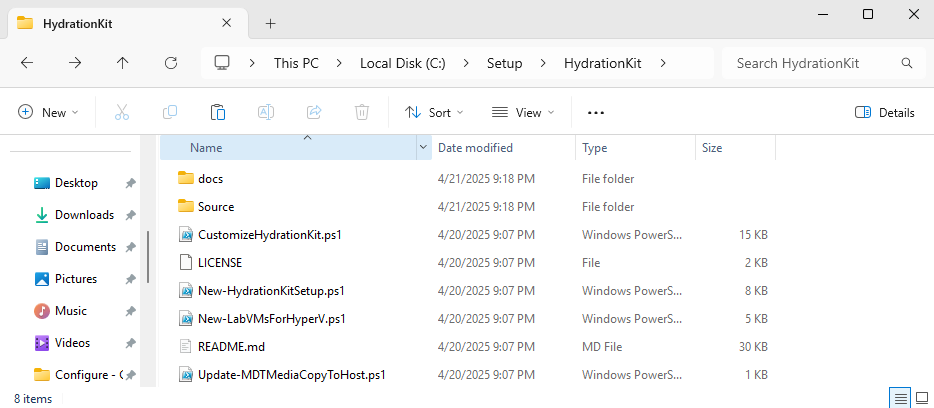 HydrationKit
This PC > Local Disk (C:) > Setup > HydrationKit >
Search HydrationKit
New
Sort
View
Details
Name Date modified Type Size
Desktop
Downloads
Documents
Pictures
Music
Videos
Configure - C
docs 4/21/2025 9:18 PM File folder
Source 4/21/2025 9:18 PM File folder
CustomizeHydrationKit.ps1 4/20/2025 9:07 PM Windows PowerS... 15 KB
LICENSE 4/20/2025 9:07 PM File 2 KB
New-HydrationKitSetup.ps1 4/20/2025 9:07 PM Windows PowerS... 8 KB
New-LabVMsForHyperV.ps1 4/20/2025 9:07 PM Windows PowerS... 5 KB
README.md 4/20/2025 9:07 PM MD File 30 KB
Update-MDTMediaCopyToHost.ps1 4/20/2025 9:07 PM Windows PowerS... 1 KB
8 items